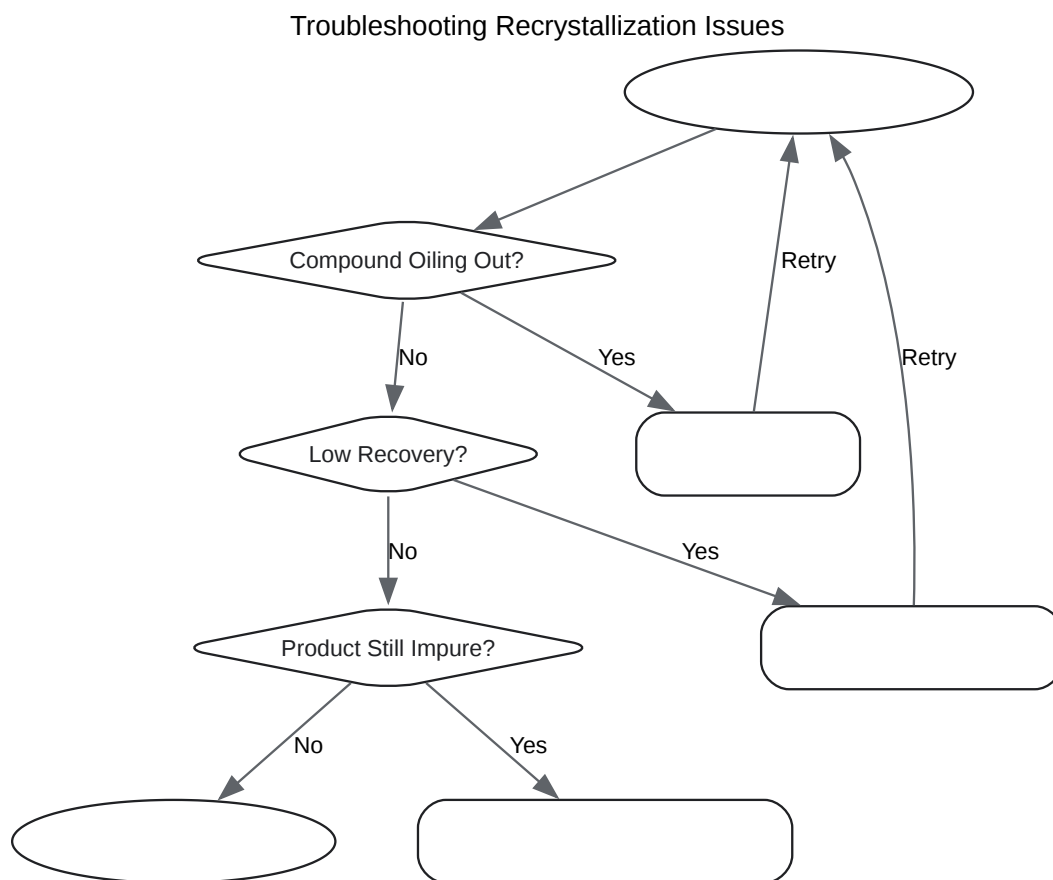 Troubleshooting Recrystallization Issues
Compound Oiling Out?
Retry
No
Yes
Retry
Low Recovery?
No
Yes
Product Still Impure?
No
Yes